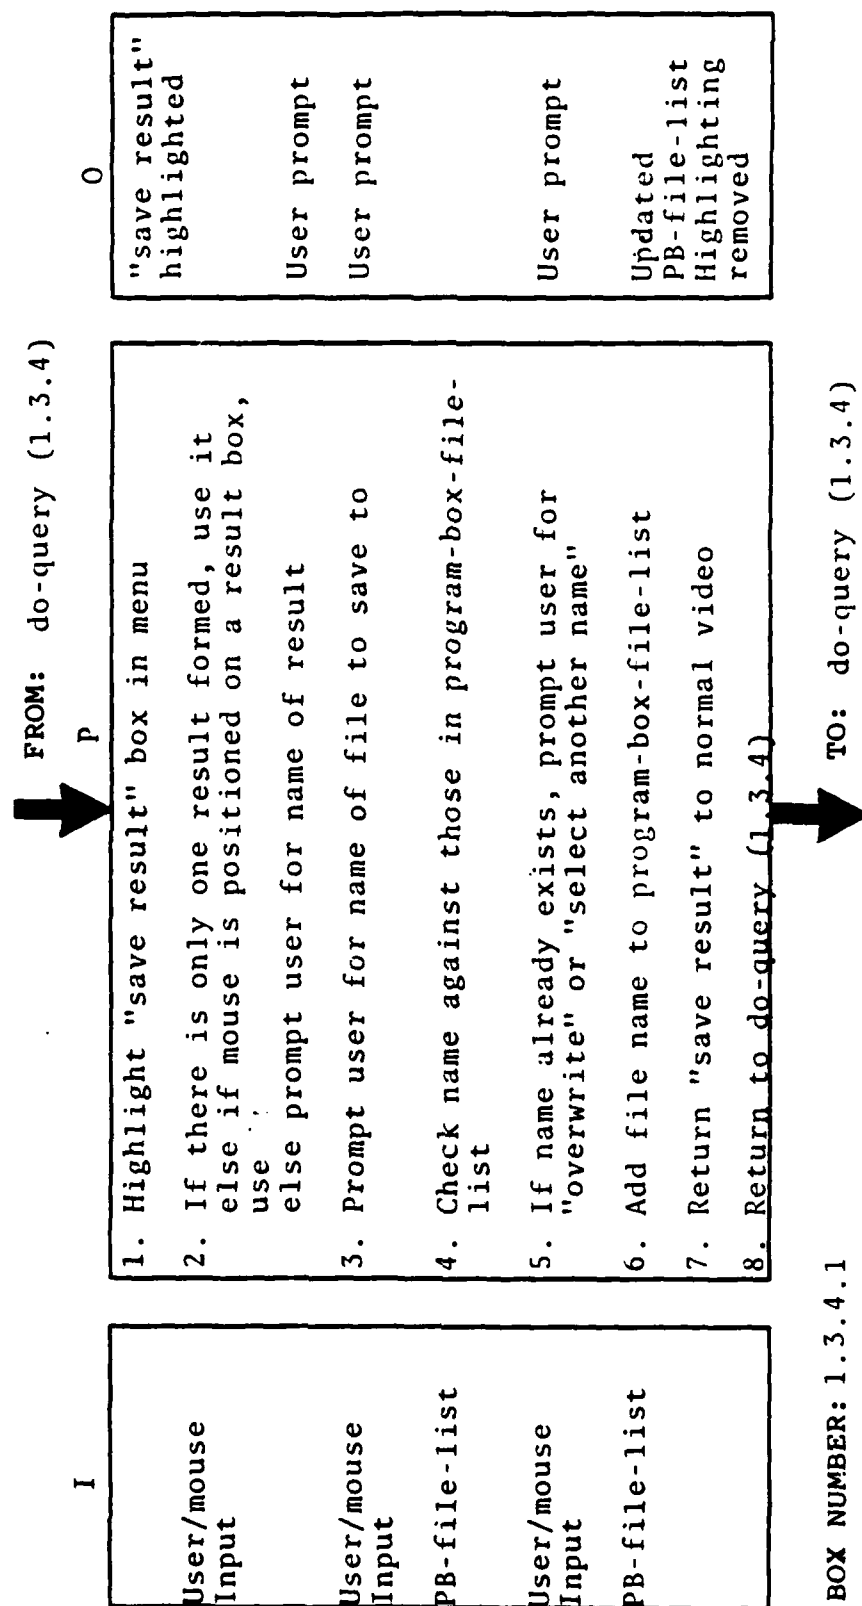 FROM: do-query (1.3.4)
I
P
O
User/mouse
Input
User/mouse
Input
PB-file-list
User/mouse
Input
PB-file-list
1. Highlight "save result" box in menu
2. If there is only one result formed, use it
else if mouse is positioned on a result box,
use
else prompt user for name of result
3. Prompt user for name of file to save to
4. Check name against those in program-box-file-
list
5. If name already exists, prompt user for
"overwrite" or "select another name"
6. Add file name to program-box-file-list
7. Return "save result" to normal video
8. Return to do-query (1.3.4)
"save result"
highlighted
User prompt
User prompt
User prompt
Updated
PB-file-list
Highlighting
removed
BOX NUMBER: 1.3.4.1
TO: do-query (1.3.4)